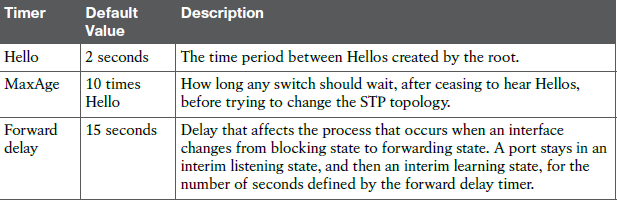 Timer Default Value Description
Hello 2 seconds The time period between Hellos created by the root.
MaxAge 10 times Hello How long any switch should wait, after ceasing to hear Hellos,
before trying to change the STP topology.
Forward delay 15 seconds Delay that affects the process that occurs when an interface
changes from blocking state to forwarding state. A port stays in an
interim listening state, and then an interim learning state, for the
number of seconds defined by the forward delay timer.